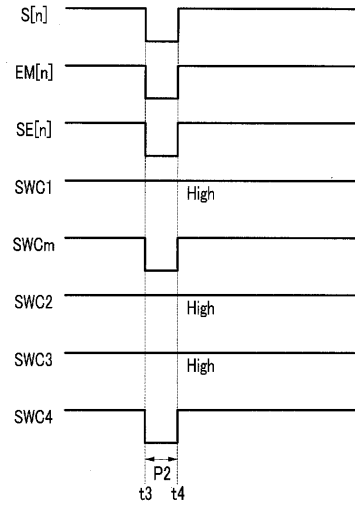 S[n]
EM[n]
SE[n]
SWC1
High
SWCm
SWC2
High
SWC3
High
SWC4
P2
t3 t4